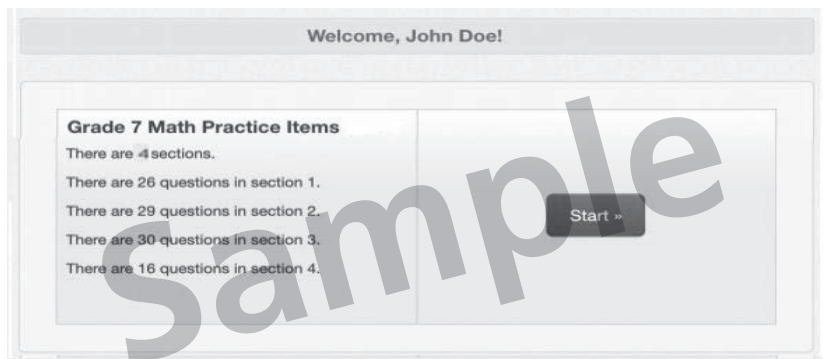 Welcome, John Doe!
Grade 7 Math Practice Items
There are 4 sections.
There are 26 questions in section 1.
There are 29 questions in section 2.
There are 30 questions in section 3.
There are 16 questions in section 4.
Start »
Sample